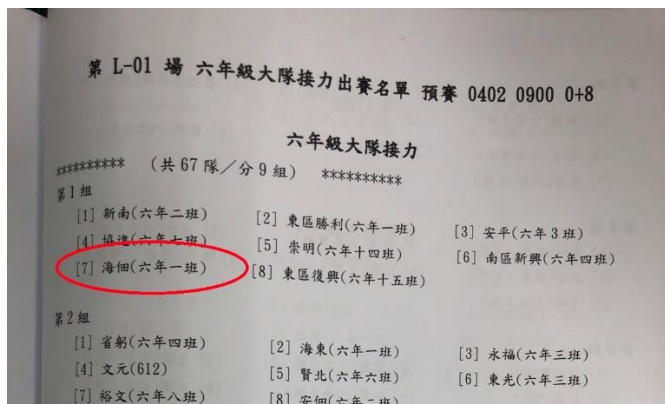 第 L-01 場 六年級大隊接力出賽名單 預賽 0402 0900 0+8
六年級大隊接力
********** (共 67 隊／分 9 組) **********
第1組
[1] 新南(六年二班) [2] 東區勝利(六年一班) [3] 安平(六年3班)
[4] 協進(六年七班) [5] 崇明(六年十四班) [6] 南區新興(六年四班)
[7] 海佃(六年一班) [8] 東區復興(六年十五班)
第2組
[1] 省躬(六年四班) [2] 海東(六年一班) [3] 永福(六年三班)
[4] 文元(612) [5] 賢北(六年六班) [6] 東光(六年三班)
[7] 裕文(六年八班) [8] 安佃(六年二班)